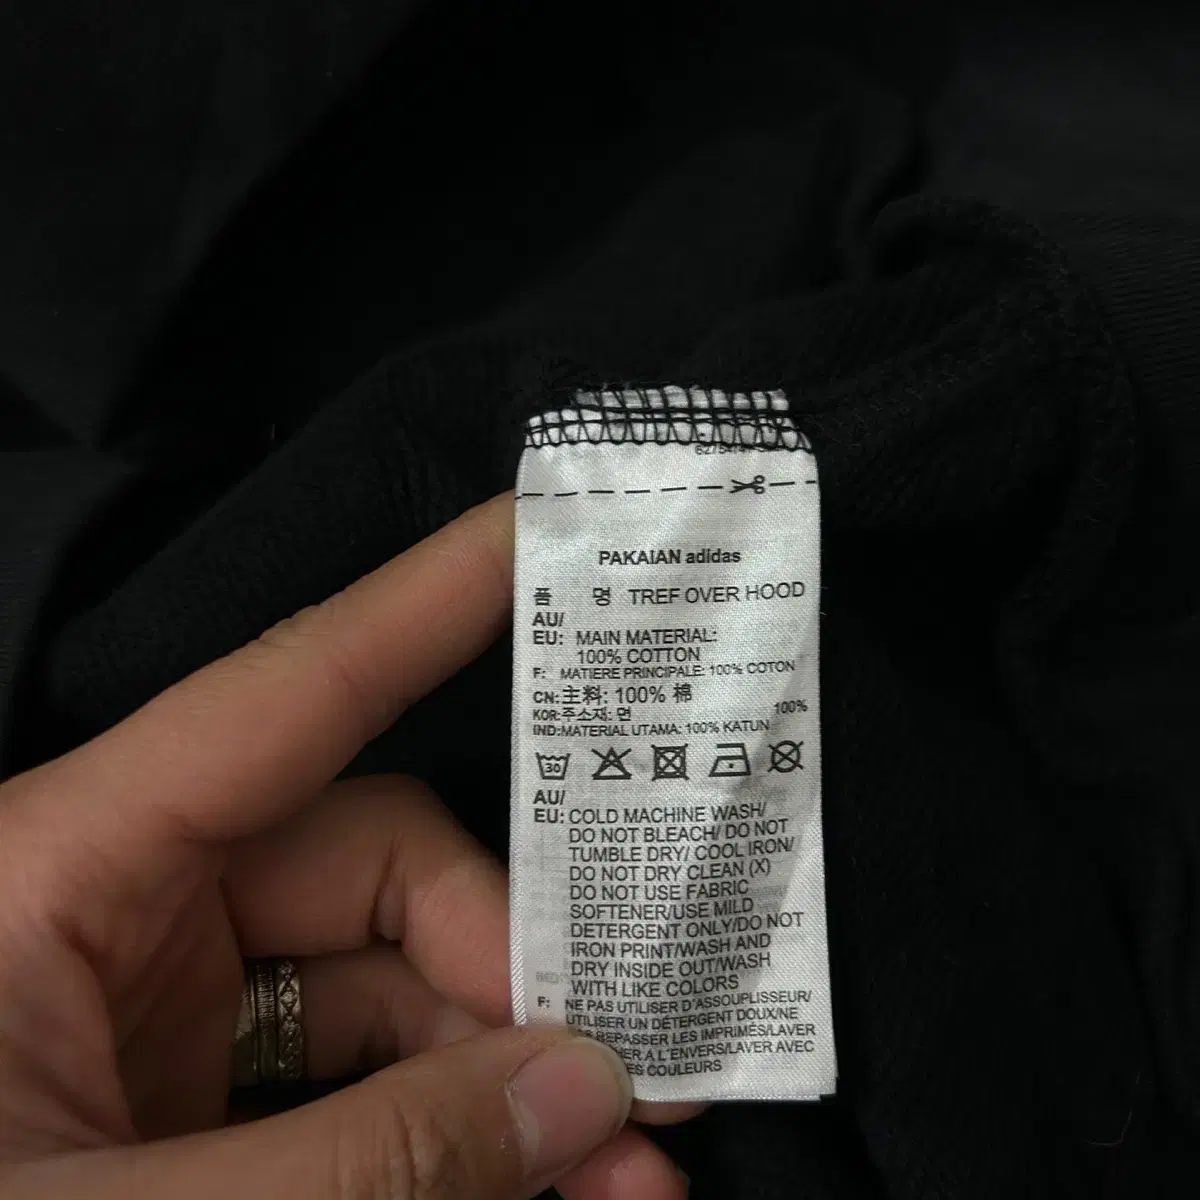 PAKAIAN adidas
품 명 TREF OVER HOOD
AU/
EU: MAIN MATERIAL:
100% COTTON
F: MATIERE PRINCIPALE: 100% COTON
CN:主料: 100% 棉
KOR:주소재: 면 100%
IND:MATERIAL UTAMA: 100% KATUN
30
AU/
EU: COLD MACHINE WASH/
DO NOT BLEACH/ DO NOT
TUMBLE DRY/ COOL IRON/
DO NOT DRY CLEAN (X)
DO NOT USE FABRIC
SOFTENER/USE MILD
DETERGENT ONLY/DO NOT
IRON PRINT/WASH AND
DRY INSIDE OUT/WASH
WITH LIKE COLORS
F: NE PAS UTILISER D'ASSOUPLISSEUR/
UTILISER UN DÉTERGENT DOUX/NE
REPASSER LES IMPRIMÉS/LAVER
A L'ENVERS/LAVER AVEC
COULEURS